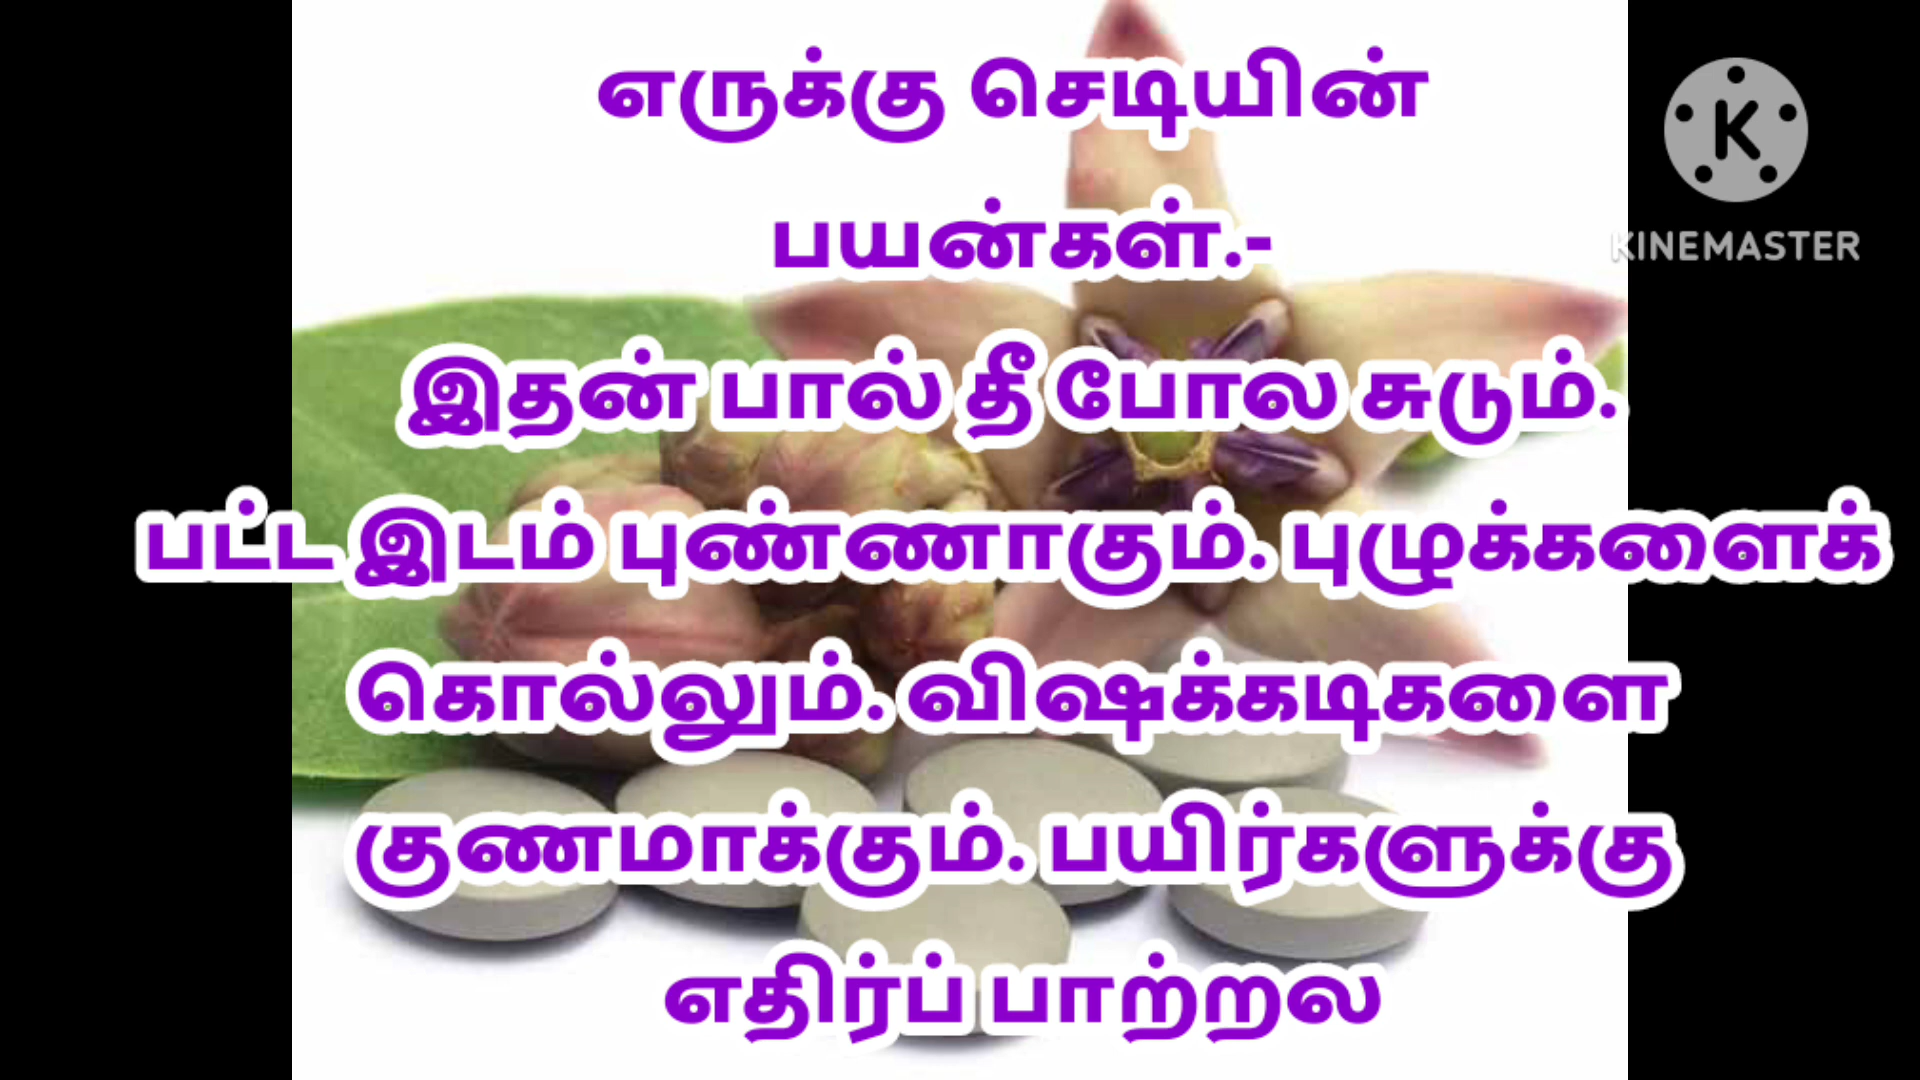 எருக்கு செடியின்
பயன்கள்.-
இதன் பால் தீ போல சுடும்.
பட்ட இடம் புண்ணாகும். புழுக்களைக்
கொல்லும். விஷக்கடிகளை
குணமாக்கும். பயிர்களுக்கு
எதிர்ப் பாற்றல
K
KINEMASTER